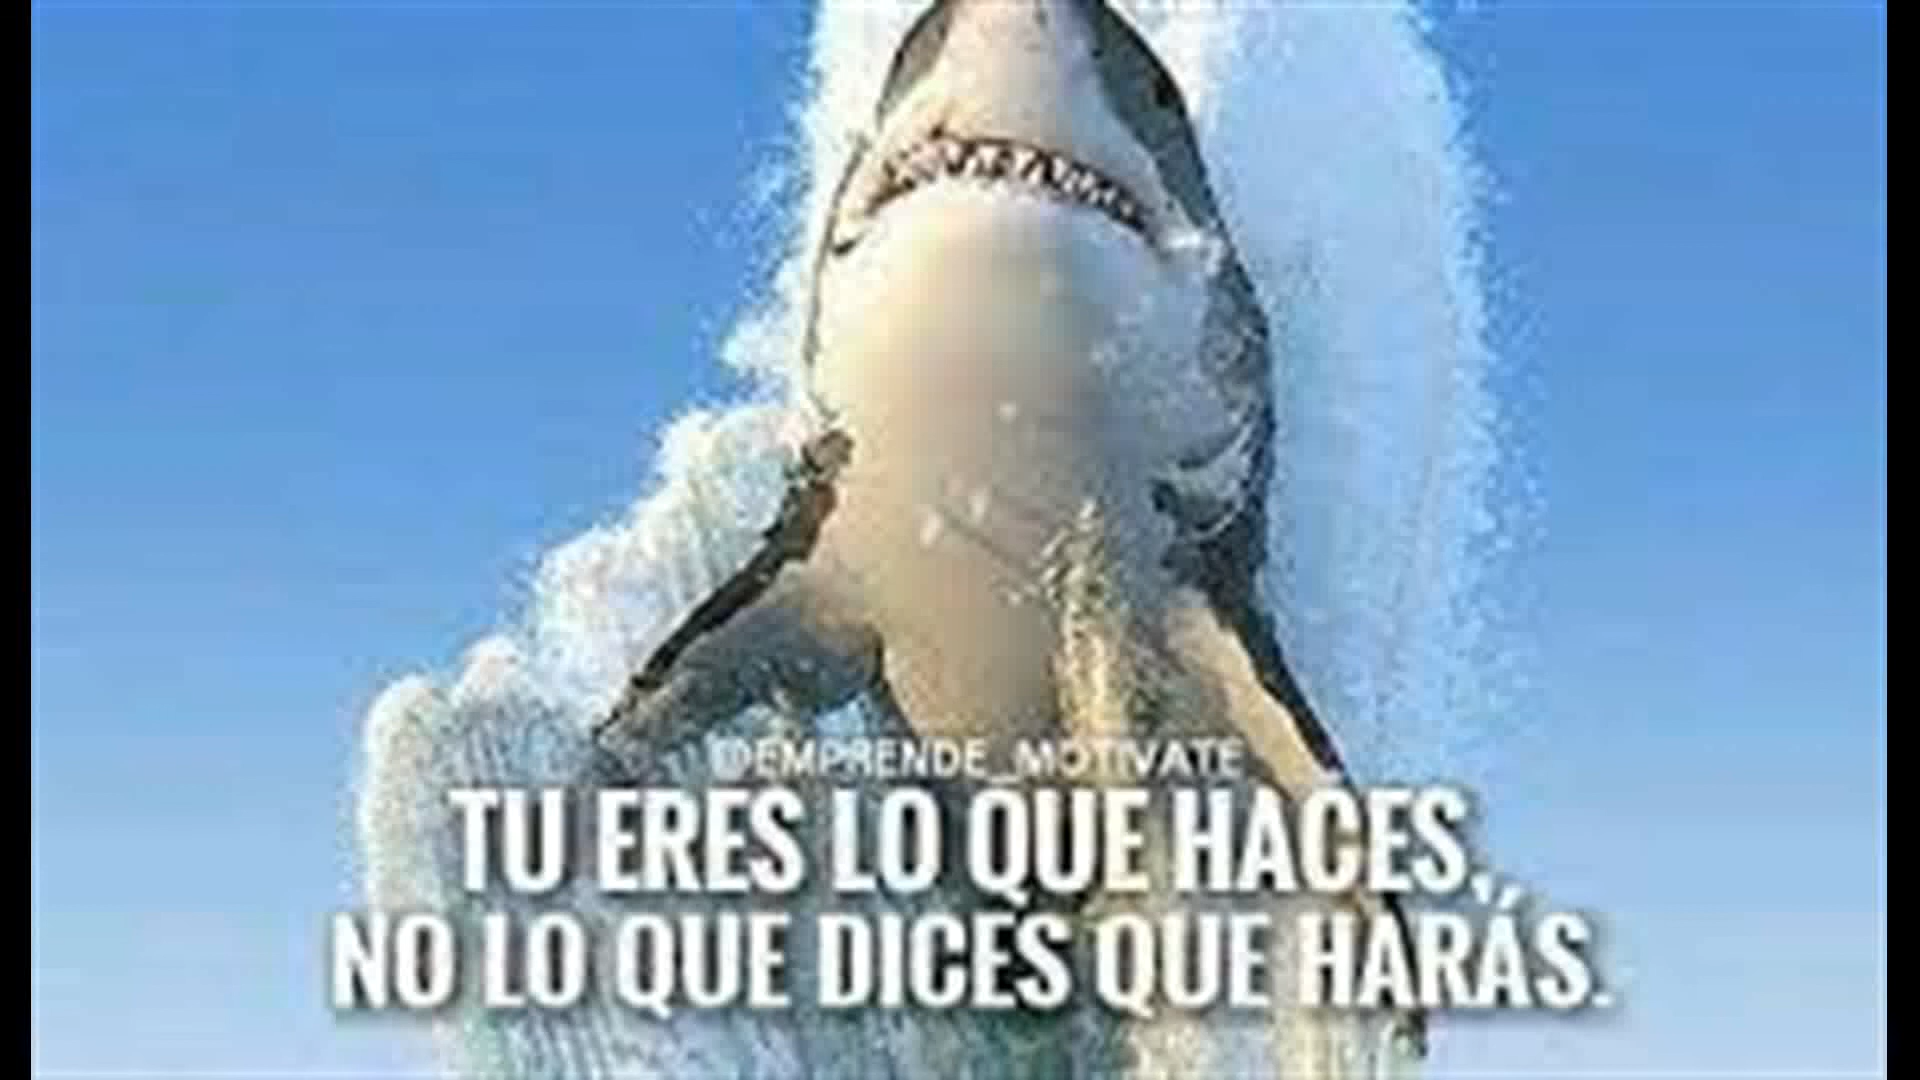 @EMPRENDE_MOTIVATE
TU ERES LO QUE HACES,
NO LO QUE DICES QUE HARÁS.